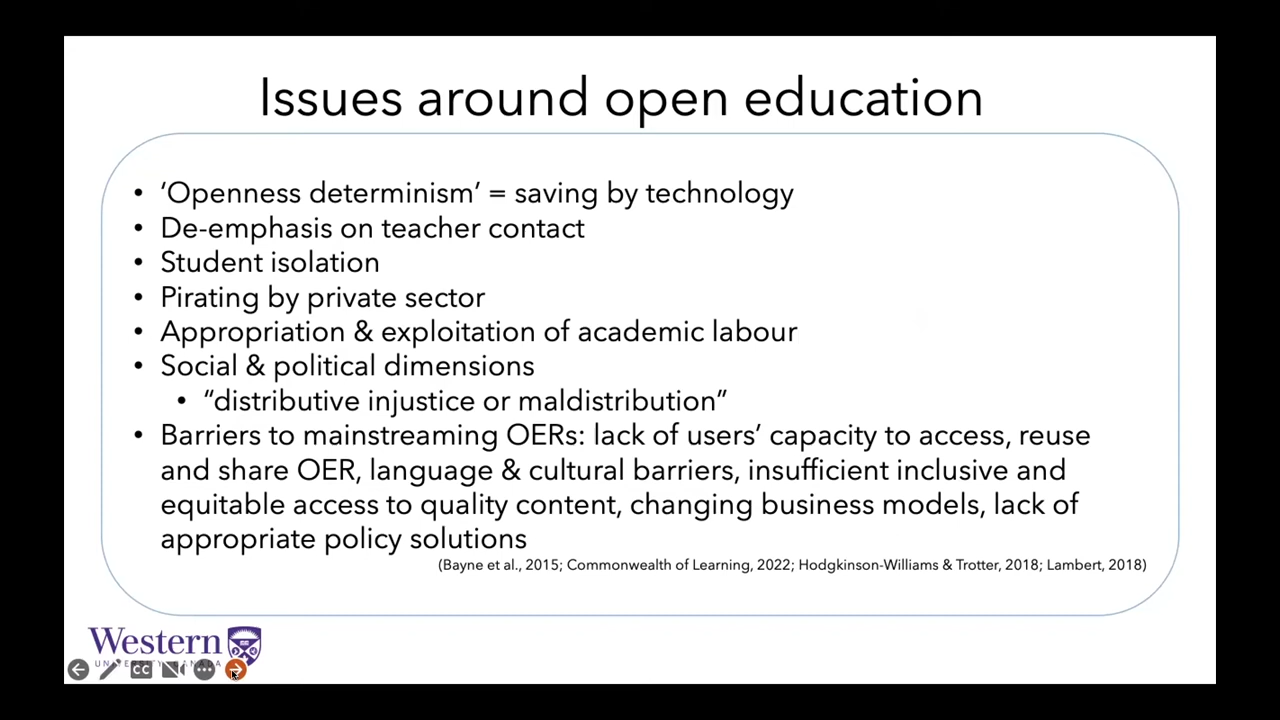 Issues around open education
• ‘Openness determinism’ = saving by technology
• De-emphasis on teacher contact
• Student isolation
• Pirating by private sector
• Appropriation & exploitation of academic labour
• Social & political dimensions
• “distributive injustice or maldistribution”
• Barriers to mainstreaming OERs: lack of users’ capacity to access, reuse
and share OER, language & cultural barriers, insufficient inclusive and
equitable access to quality content, changing business models, lack of
appropriate policy solutions
(Bayne et al., 2015; Commonwealth of Learning, 2022; Hodgkinson-Williams & Trotter, 2018; Lambert, 2018)
Western
CC